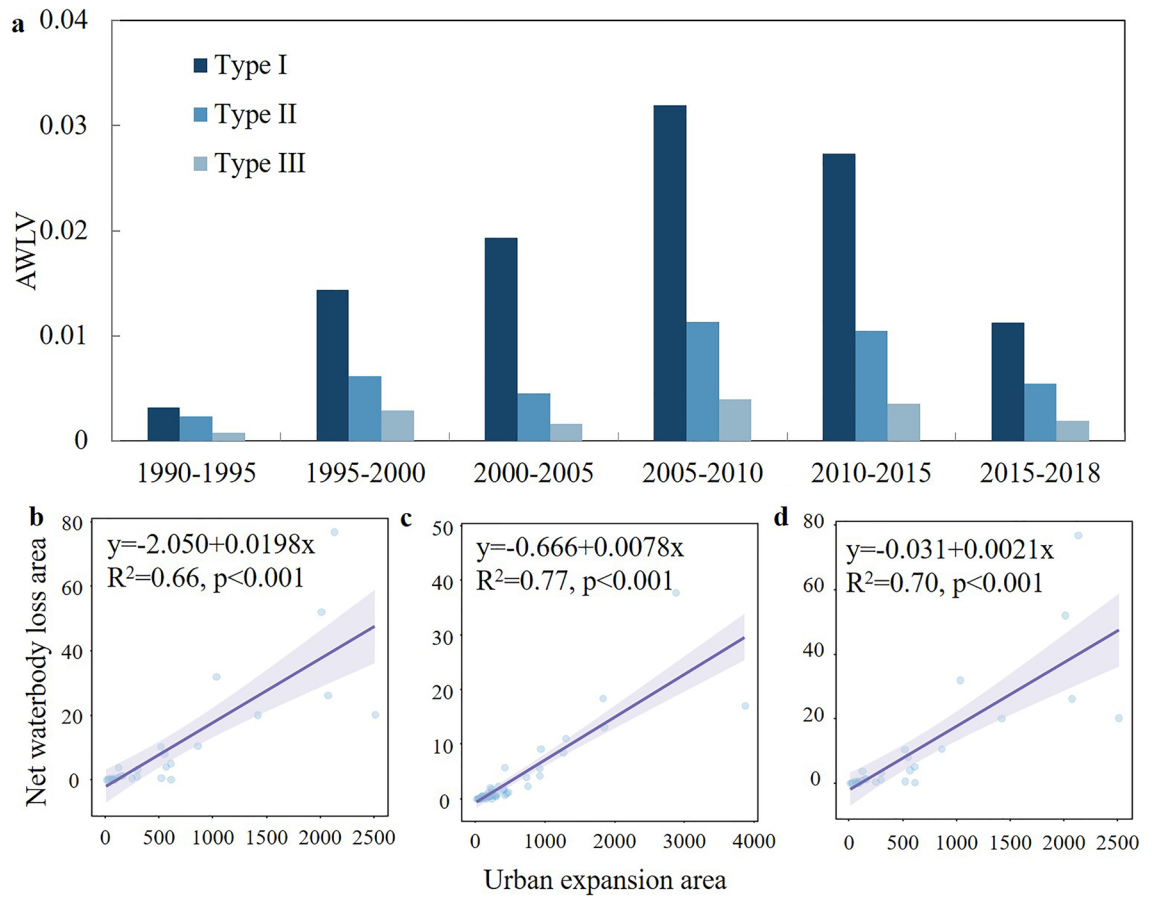 a
0.04
0.03
0.02
0.01
0
AWLV
Type I
Type II
Type III
1990-1995 1995-2000 2000-2005 2005-2010 2010-2015 2015-2018
b
80
60
40
20
0
Net waterbody loss area
y=-2.050+0.0198x
R²=0.66, p<0.001
0 500 1000 1500 2000 2500
c
50
40
30
20
10
0
y=-0.666+0.0078x
R²=0.77, p<0.001
0 1000 2000 3000 4000
d
80
60
40
20
0
y=-0.031+0.0021x
R²=0.70, p<0.001
0 500 1000 1500 2000 2500
Urban expansion area